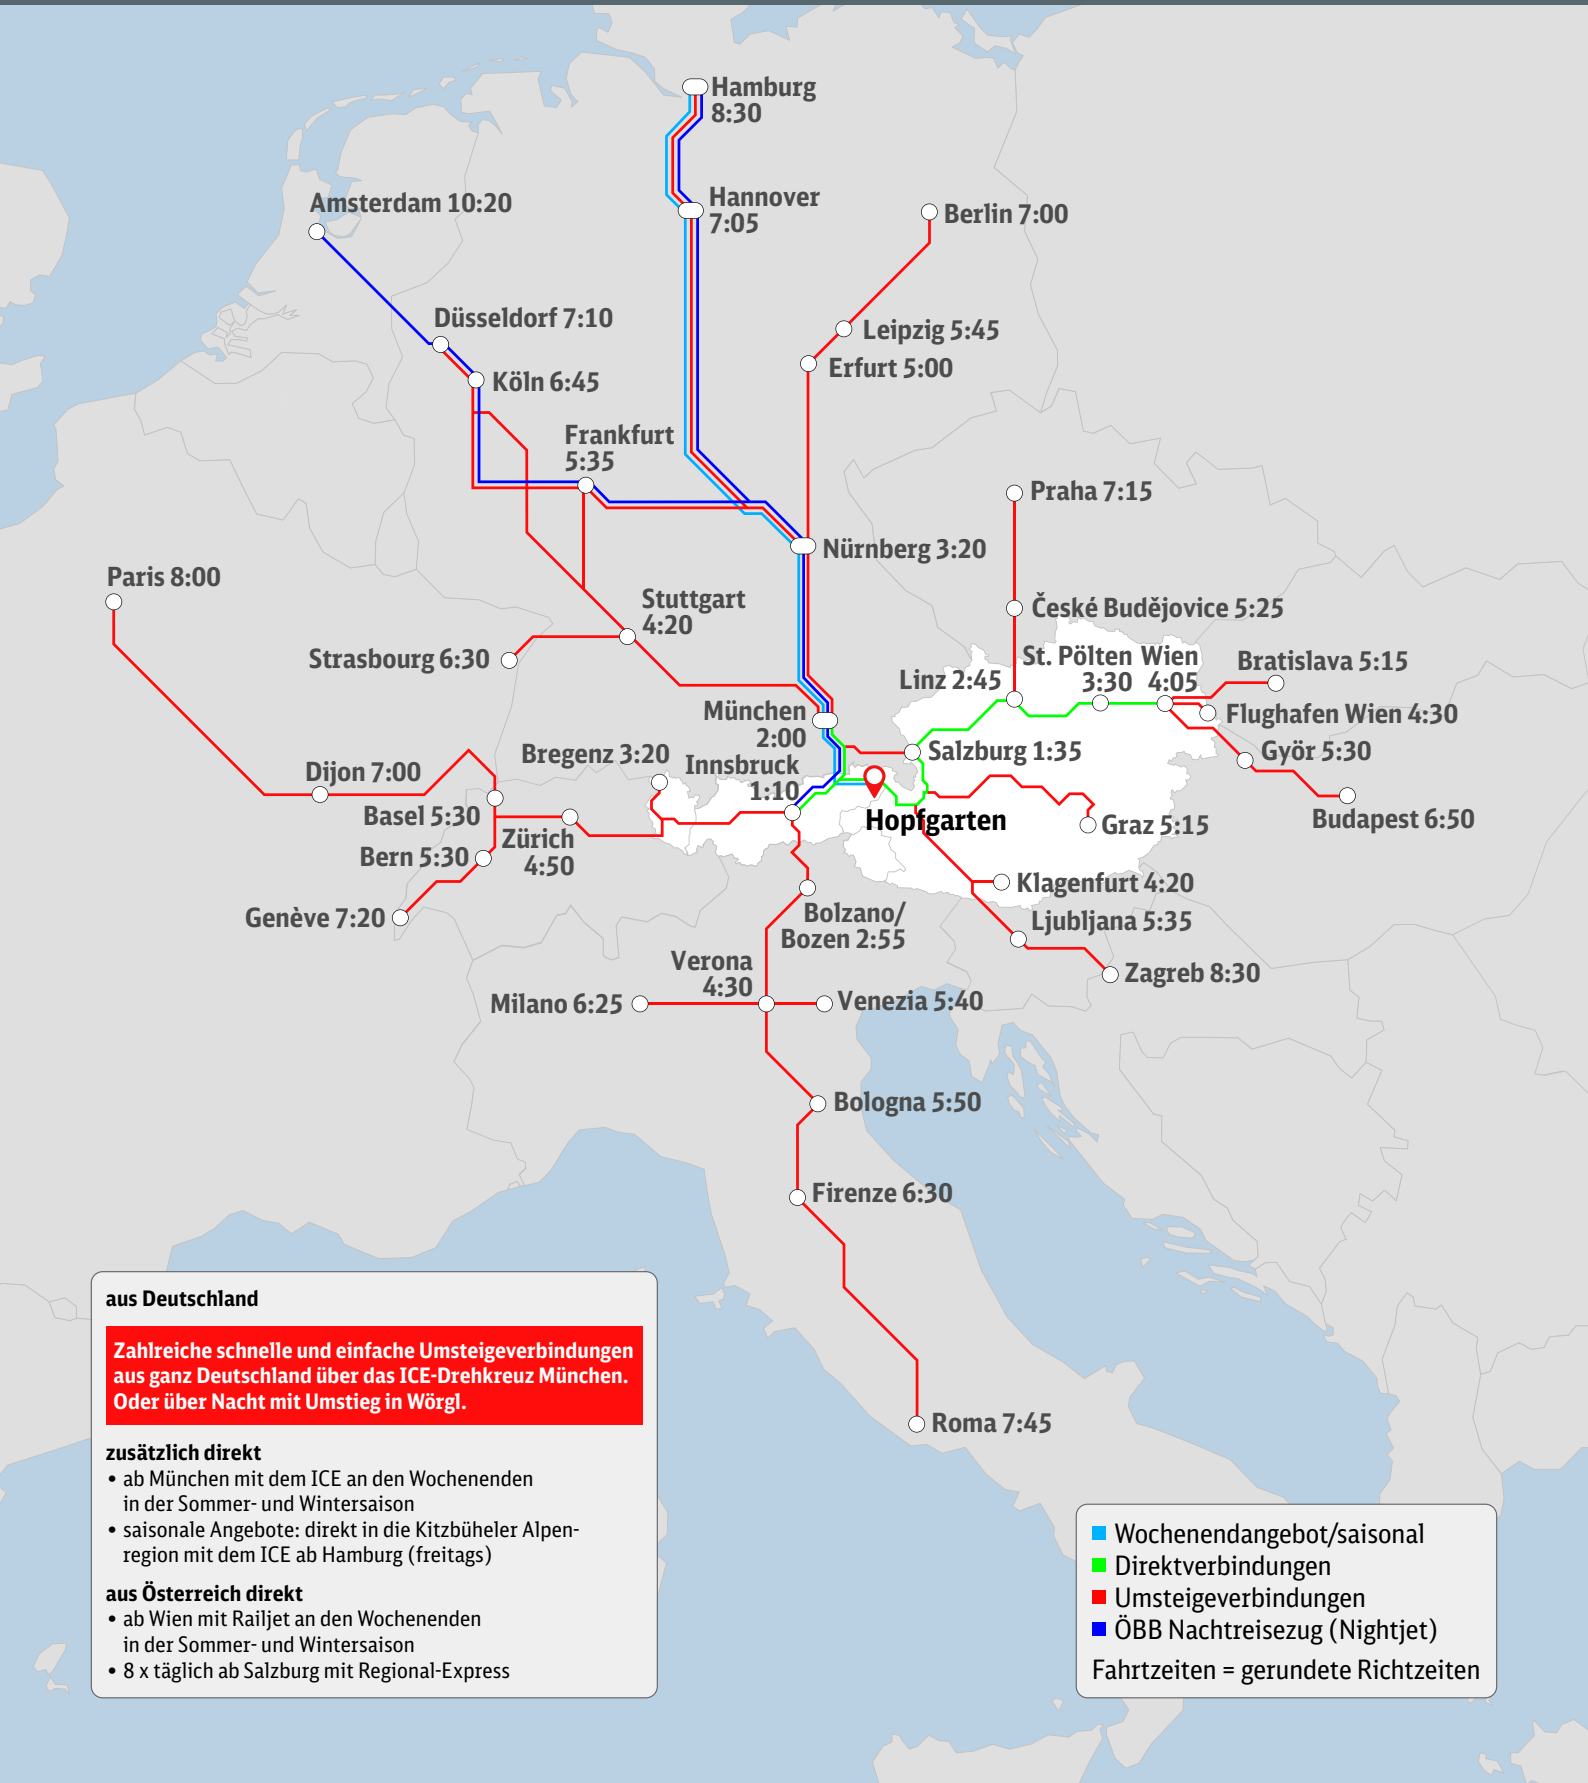 Hamburg
8:30
Hannover
7:05
Amsterdam 10:20
Berlin 7:00
Düsseldorf 7:10
Leipzig 5:45
Erfurt 5:00
Köln 6:45
Frankfurt
5:35
Praha 7:15
Nürnberg 3:20
Paris 8:00
Stuttgart
4:20
České Budějovice 5:25
Strasbourg 6:30
St. Pölten
3:30
Wien
4:05
Bratislava 5:15
Linz 2:45
München
2:00
Flughafen Wien 4:30
Bregenz 3:20
Innsbruck
1:10
Salzburg 1:35
Györ 5:30
Dijon 7:00
Basel 5:30
Hopfgarten
Graz 5:15
Budapest 6:50
Zürich
4:50
Bern 5:30
Klagenfurt 4:20
Genève 7:20
Bolzano/
Bozen 2:55
Ljubljana 5:35
Verona
4:30
Zagreb 8:30
Milano 6:25
Venezia 5:40
Bologna 5:50
Firenze 6:30
Roma 7:45
aus Deutschland
Zahlreiche schnelle und einfache Umsteigeverbindungen
aus ganz Deutschland über das ICE-Drehkreuz München.
Oder über Nacht mit Umstieg in Wörgl.
zusätzlich direkt
• ab München mit dem ICE an den Wochenenden
in der Sommer- und Wintersaison
• saisonale Angebote: direkt in die Kitzbüheler Alpen-
region mit dem ICE ab Hamburg (freitags)
aus Österreich direkt
• ab Wien mit Railjet an den Wochenenden
in der Sommer- und Wintersaison
• 8 x täglich ab Salzburg mit Regional-Express
Wochenendangebot/saisonal
Direktverbindungen
Umsteigeverbindungen
ÖBB Nachtreisezug (Nightjet)
Fahrtzeiten = gerundete Richtzeiten